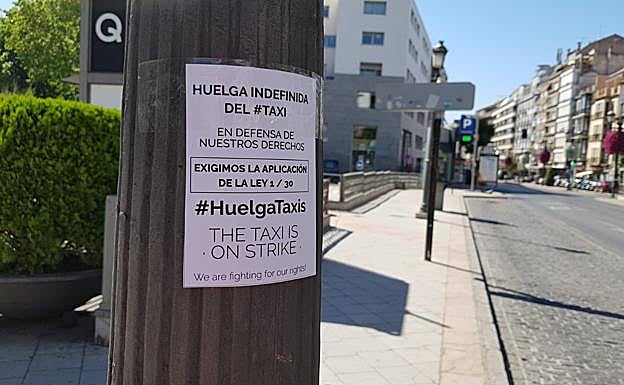 Q
HUELGA INDEFINIDA
DEL #TAXI
EN DEFENSA DE
NUESTROS DERECHOS
EXIGIMOS LA APLICACIÓN
DE LA LEY 1 / 30
#HuelgaTaxis
THE TAXI IS
· ON STRIKE ·
We are fighting for our rights!
P